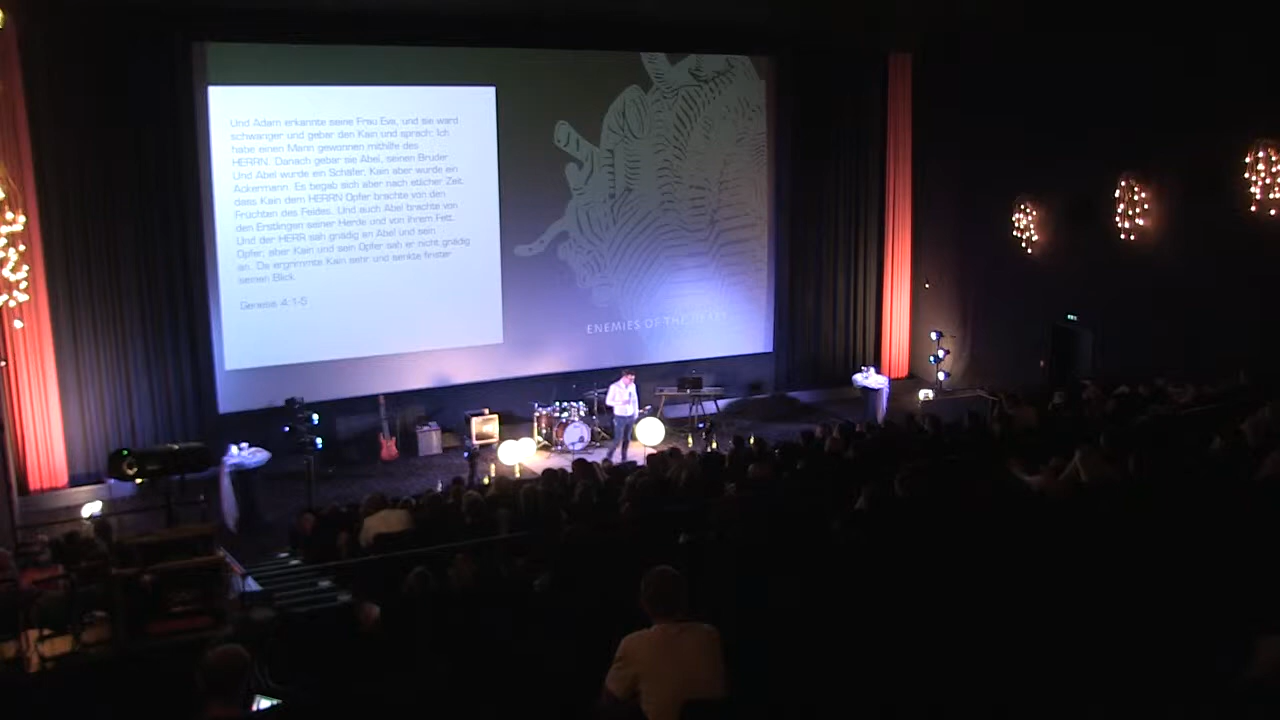 Und Adam erkannte seine Frau Eva, und sie ward
schwanger und gebar den Kain und sprach: Ich
habe einen Mann gewonnen mithilfe des
HERRN. Danach gebar sie Abel, seinen Bruder.
Und Abel wurde ein Schäfer, Kain aber wurde ein
Ackermann. Es begab sich aber nach etlicher Zeit,
dass Kain dem HERRN Opfer brachte von den
Früchten des Feldes. Und auch Abel brachte von
den Erstlingen seiner Herde und von ihrem Fett.
Und der HERR sah gnädig an Abel und sein
Opfer, aber Kain und sein Opfer sah er nicht gnädig
an. Da ergrimmte Kain sehr und senkte finster
seinen Blick.
Genesis 4:1-5
ENEMIES OF THE HEART